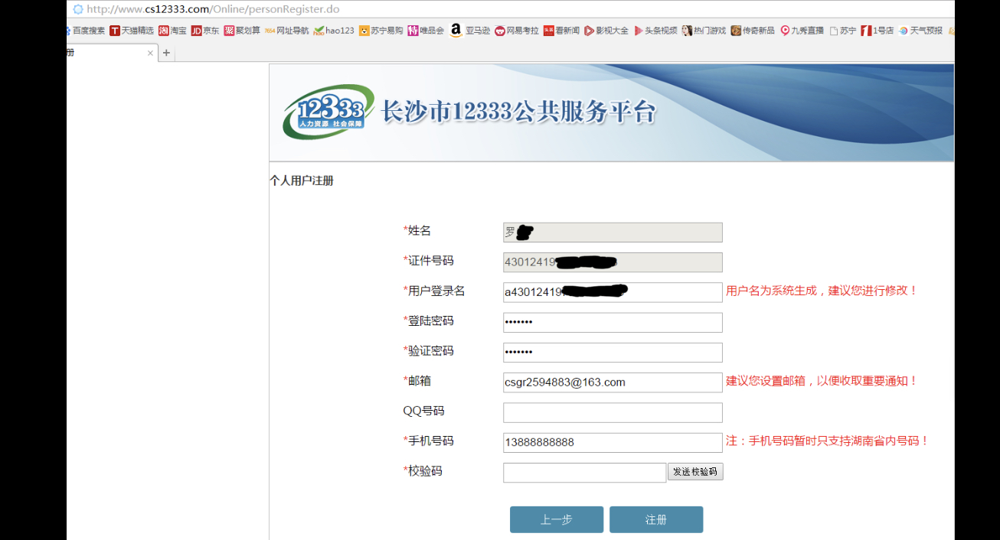 http://www.cs12333.com/Online/personRegister.do
百度搜索 天猫精选 淘宝 京东 聚划算 网址导航 hao123 苏宁易购 唯品会 亚马逊 网易考拉 看新闻 影视大全 头条视频 热门游戏 传奇新品 九秀直播 苏宁 1号店 天气预报
册 × +
12333 长沙市12333公共服务平台
人力资源 社会保障
个人用户注册
*姓名 罗
*证件号码 43012419
*用户登录名 a43012419 用户名为系统生成，建议您进行修改！
*登陆密码 •••••••
*验证密码 •••••••
*邮箱 csgr2594883@163.com 建议您设置邮箱，以便收取重要通知！
QQ号码
*手机号码 13888888888 注：手机号码暂时只支持湖南省内号码！
*校验码 发送校验码
上一步 注册